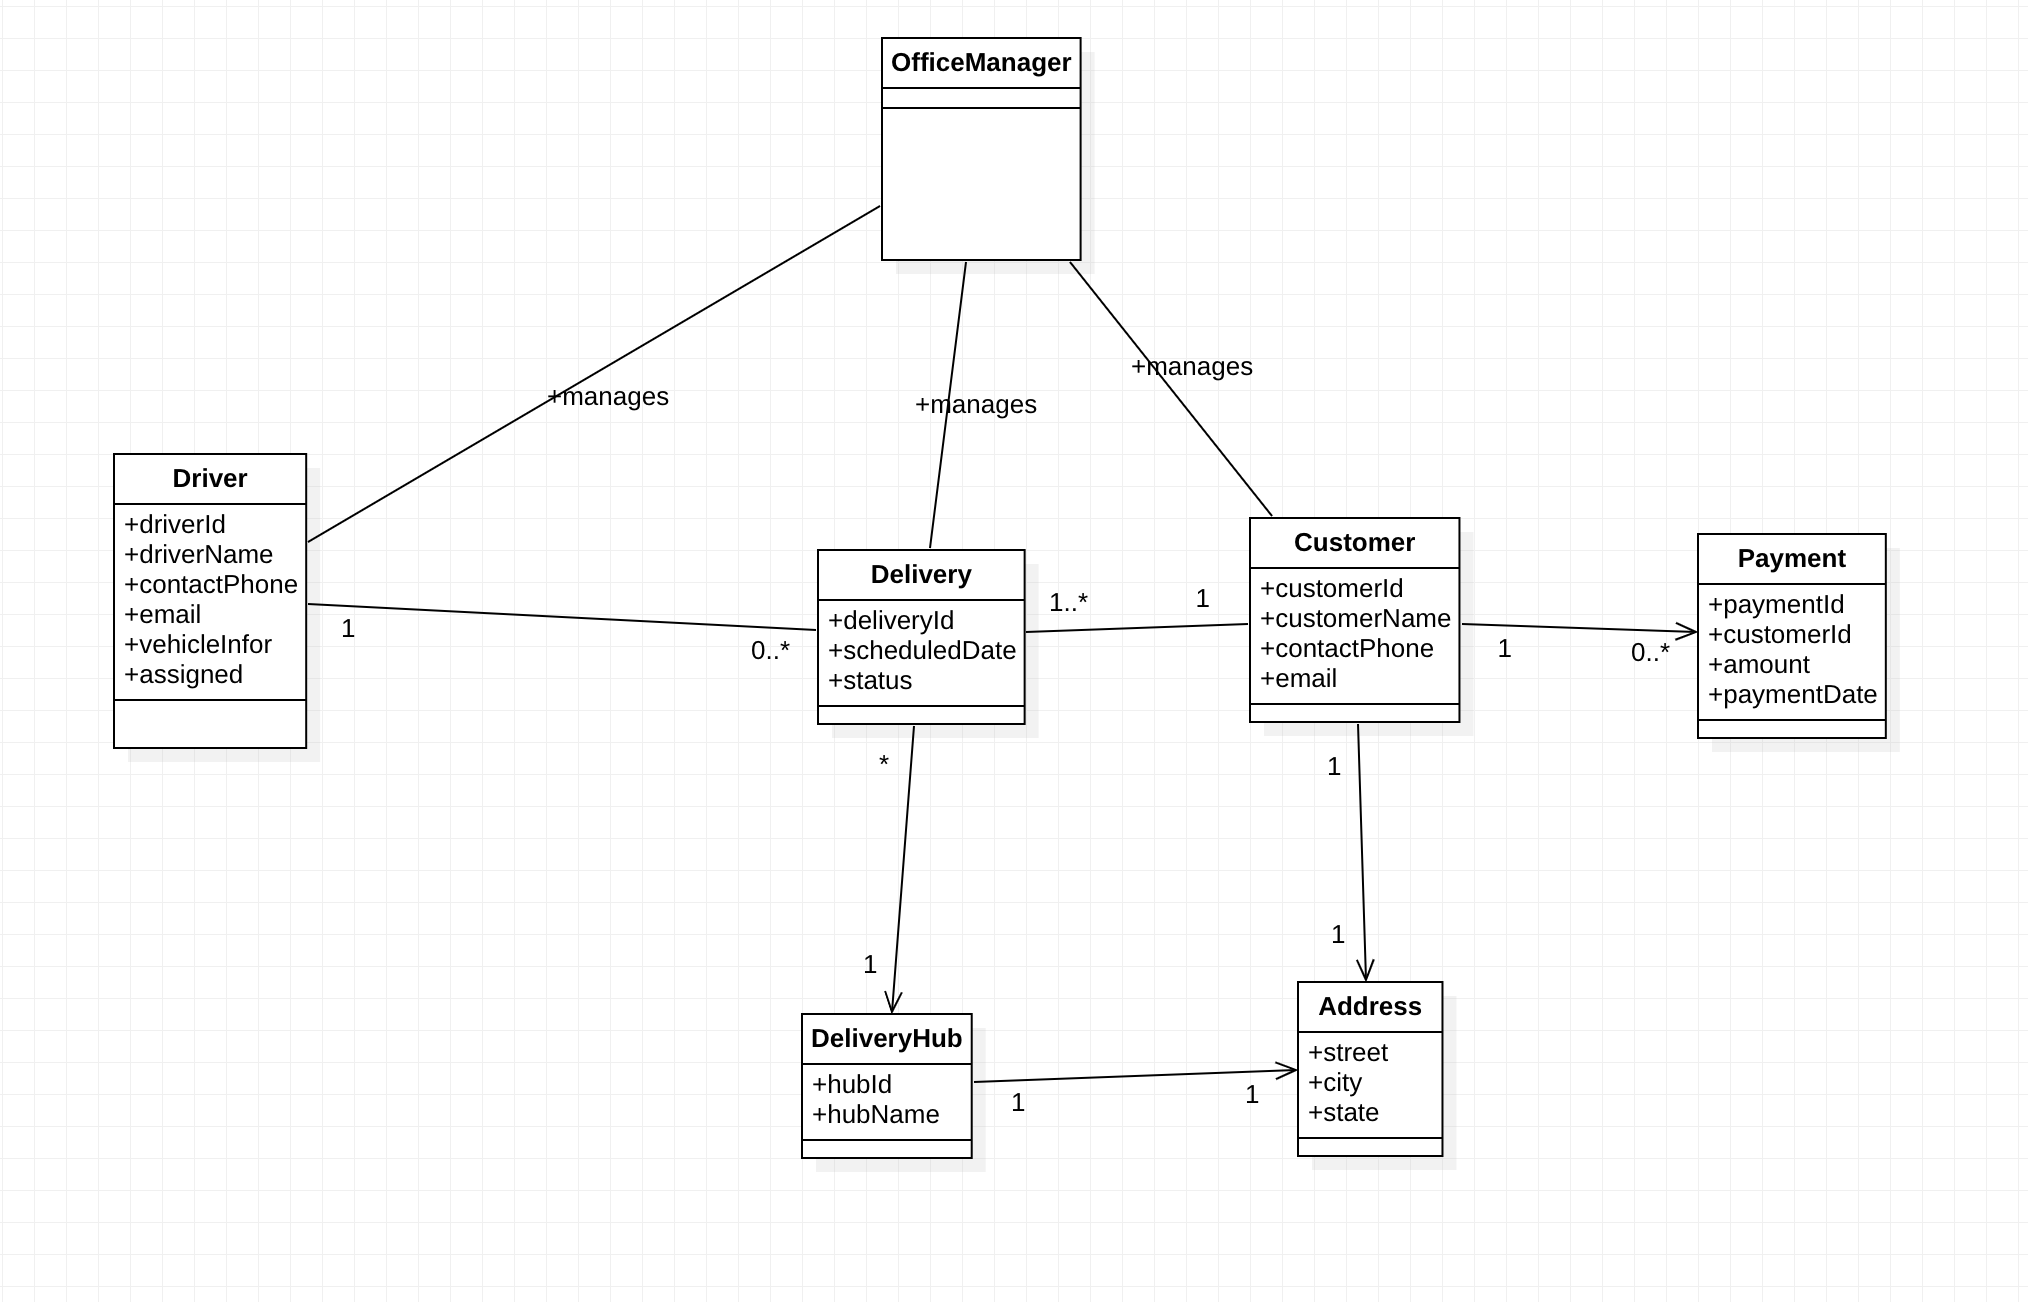 OfficeManager
+manages
+manages
+manages
Driver
+driverId
+driverName
+contactPhone
+email
+vehicleInfor
+assigned
1
0..*
Delivery
+deliveryId
+scheduledDate
+status
1..*
1
Customer
+customerId
+customerName
+contactPhone
+email
1
0..*
Payment
+paymentId
+customerId
+amount
+paymentDate
*
1
1
1
DeliveryHub
+hubId
+hubName
1
1
Address
+street
+city
+state